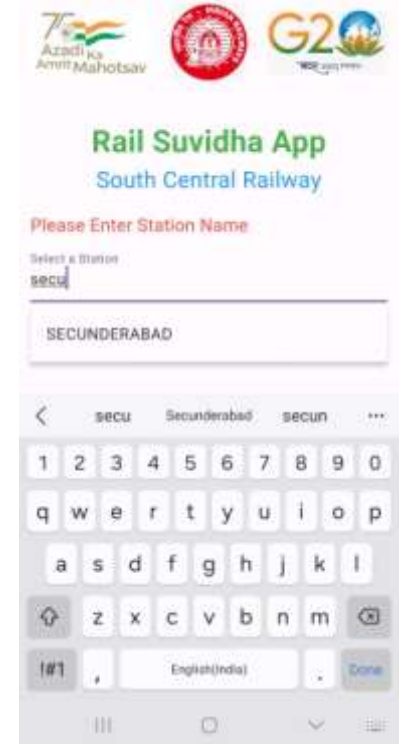 Azadi Ka
Amrit Mahotsav
G20
Rail Suvidha App
South Central Railway
Please Enter Station Name
Select a Station
secu
SECUNDERABAD
secu Secunderabad secun ...
1 2 3 4 5 6 7 8 9 0
q w e r t y u i o p
a s d f g h j k l
z x c v b n m
!#1 , English(India) . Done